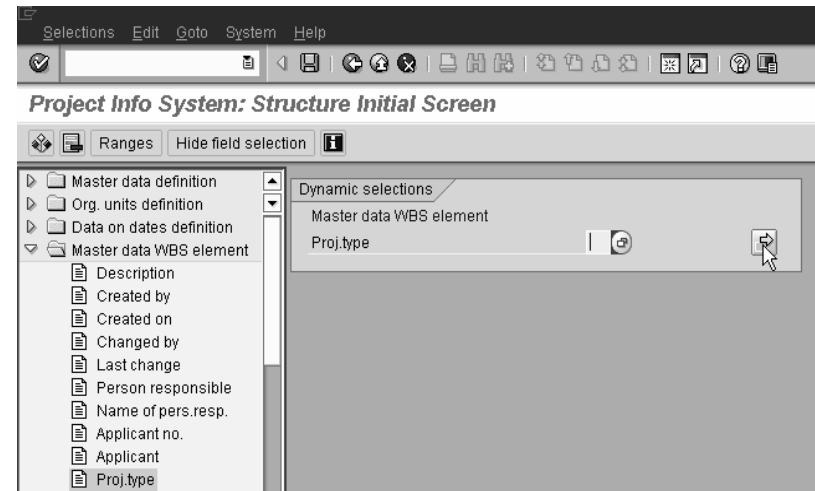 Selections Edit Goto System Help
Project Info System: Structure Initial Screen
Ranges Hide field selection
Master data definition
Org. units definition
Data on dates definition
Master data WBS element
Description
Created by
Created on
Changed by
Last change
Person responsible
Name of pers.resp.
Applicant no.
Applicant
Proj.type
Dynamic selections
Master data WBS element
Proj.type